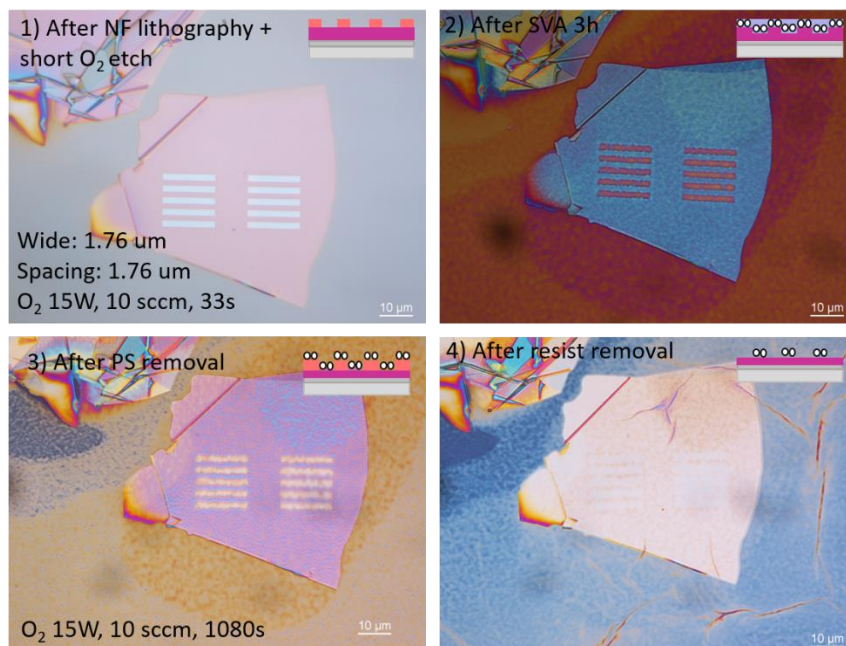 1) After NF lithography +
short O₂ etch
Wide: 1.76 um
Spacing: 1.76 um
O₂ 15W, 10 sccm, 33s
10 µm
2) After SVA 3h
10 µm
3) After PS removal
O₂ 15W, 10 sccm, 1080s
10 µm
4) After resist removal
10 µm